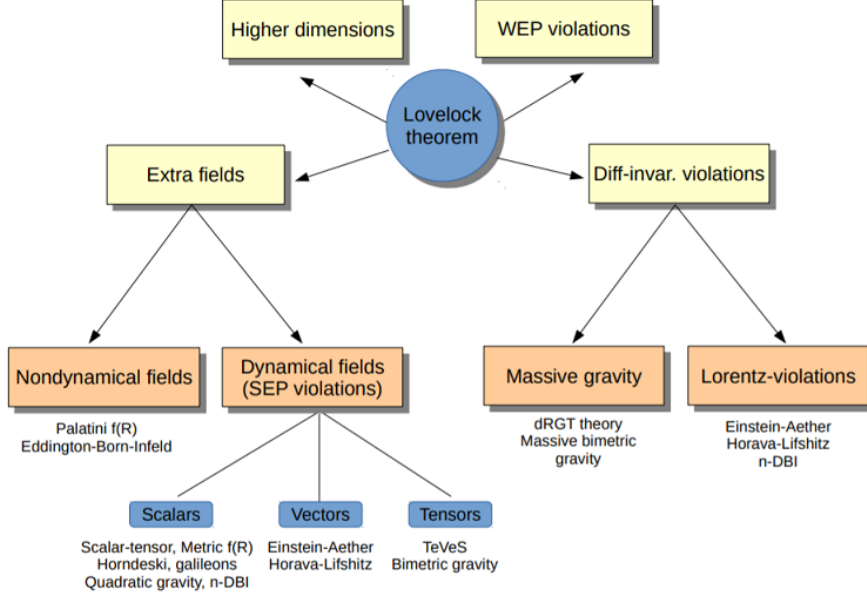 Higher dimensions
WEP violations
Lovelock
theorem
Extra fields
Diff-invar. violations
Nondynamical fields
Dynamical fields
(SEP violations)
Massive gravity
Lorentz-violations
Palatini f(R)
Eddington-Born-Infeld
dRGT theory
Massive bimetric
gravity
Einstein-Aether
Horava-Lifshitz
n-DBI
Scalars
Vectors
Tensors
Scalar-tensor, Metric f(R)
Horndeski, galileons
Quadratic gravity, n-DBI
Einstein-Aether
Horava-Lifshitz
TeVeS
Bimetric gravity